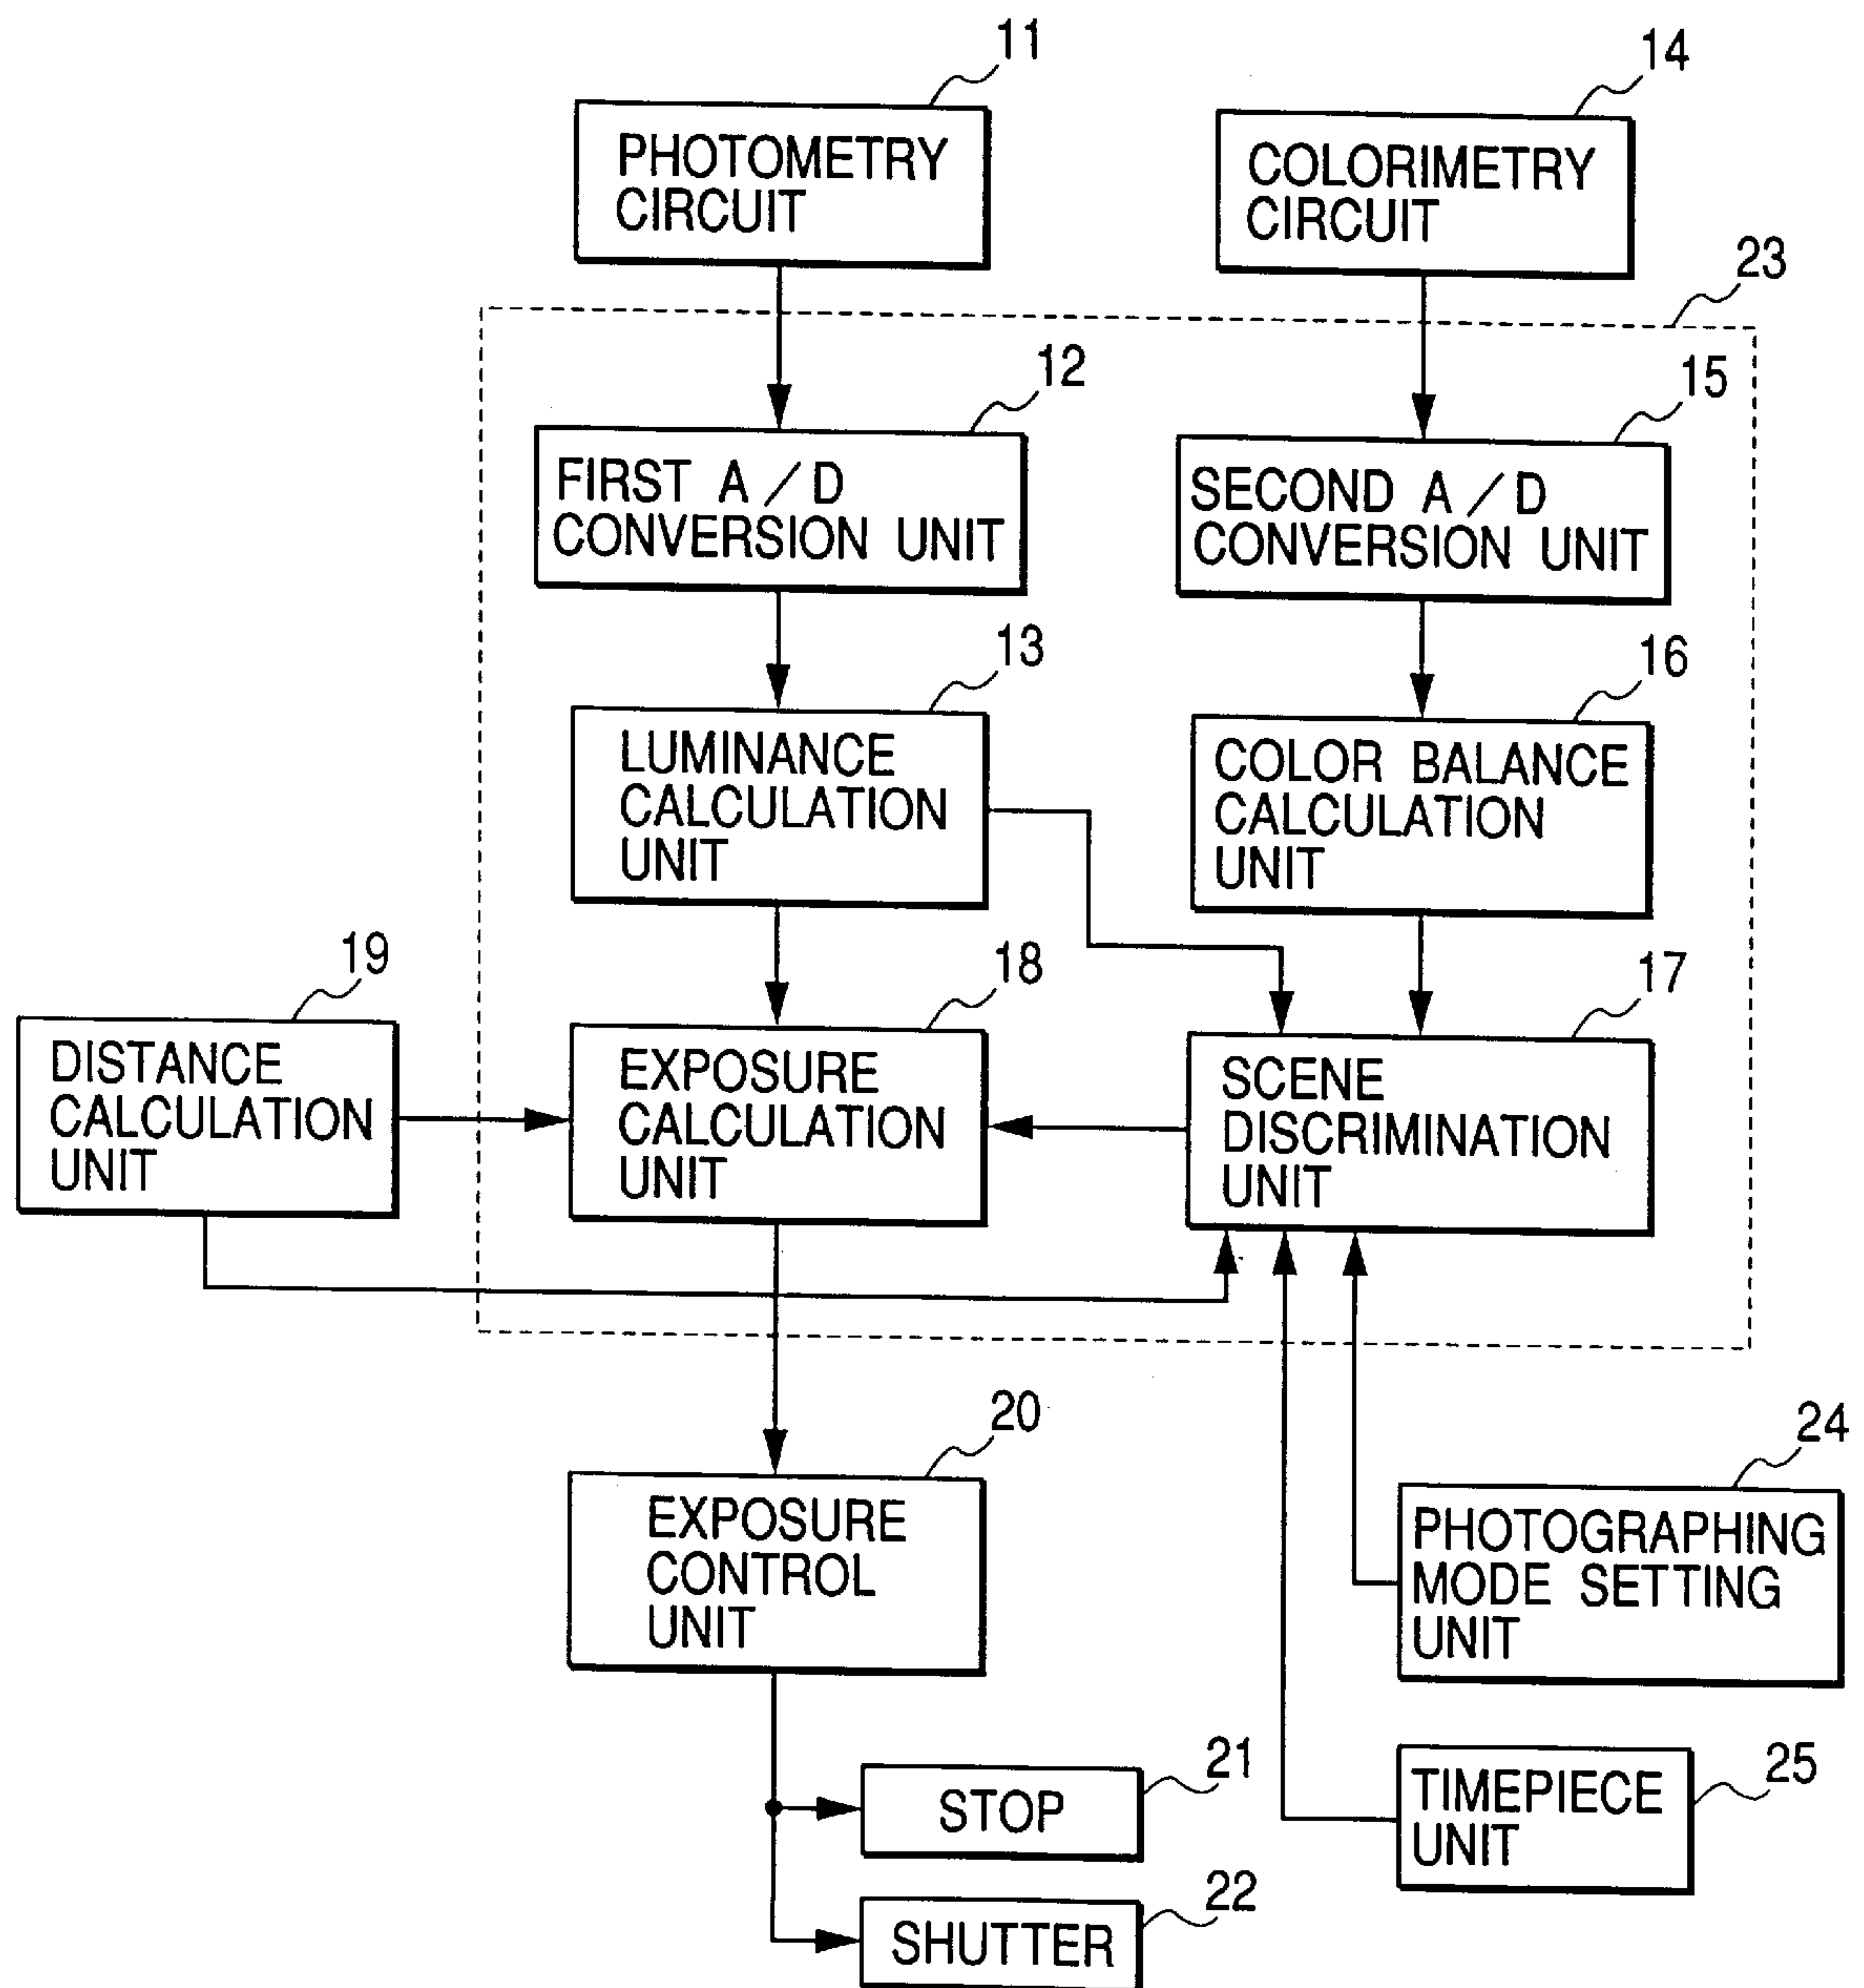 11
PHOTOMETRY
CIRCUIT
14
COLORIMETRY
CIRCUIT
23
12
FIRST A/D
CONVERSION UNIT
15
SECOND A/D
CONVERSION UNIT
13
LUMINANCE
CALCULATION
UNIT
16
COLOR BALANCE
CALCULATION
UNIT
19
DISTANCE
CALCULATION
UNIT
18
EXPOSURE
CALCULATION
UNIT
17
SCENE
DISCRIMINATION
UNIT
20
EXPOSURE
CONTROL
UNIT
24
PHOTOGRAPHING
MODE SETTING
UNIT
21
STOP
25
TIMEPIECE
UNIT
22
SHUTTER